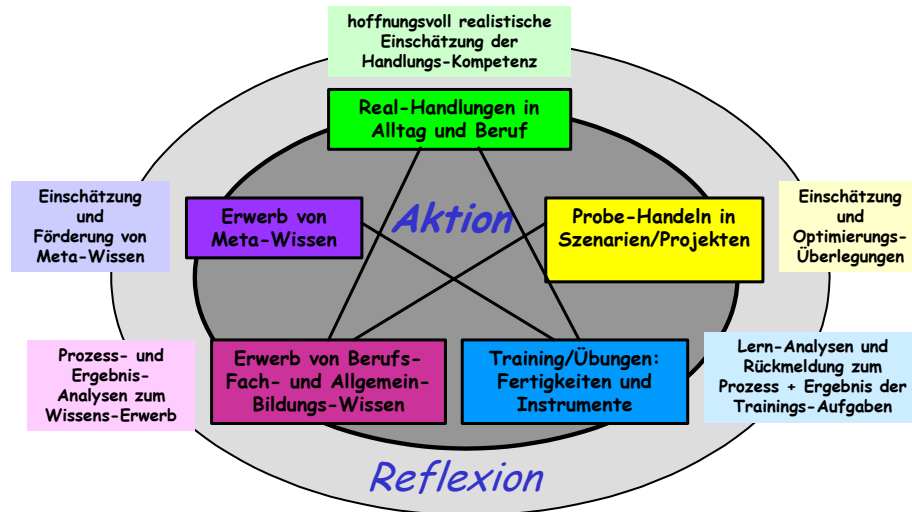 hoffnungsvoll realistische
Einschätzung der
Handlungs-Kompetenz
Real-Handlungen in
Alltag und Beruf
Einschätzung
und
Förderung von
Meta-Wissen
Erwerb von
Meta-Wissen
Aktion
Probe-Handeln in
Szenarien/Projekten
Einschätzung
und
Optimierungs-
Überlegungen
Prozess- und
Ergebnis-
Analysen zum
Wissens-Erwerb
Erwerb von Berufs-
Fach- und Allgemein-
Bildungs-Wissen
Training/Übungen:
Fertigkeiten und
Instrumente
Lern-Analysen und
Rückmeldung zum
Prozess + Ergebnis der
Trainings-Aufgaben
Reflexion